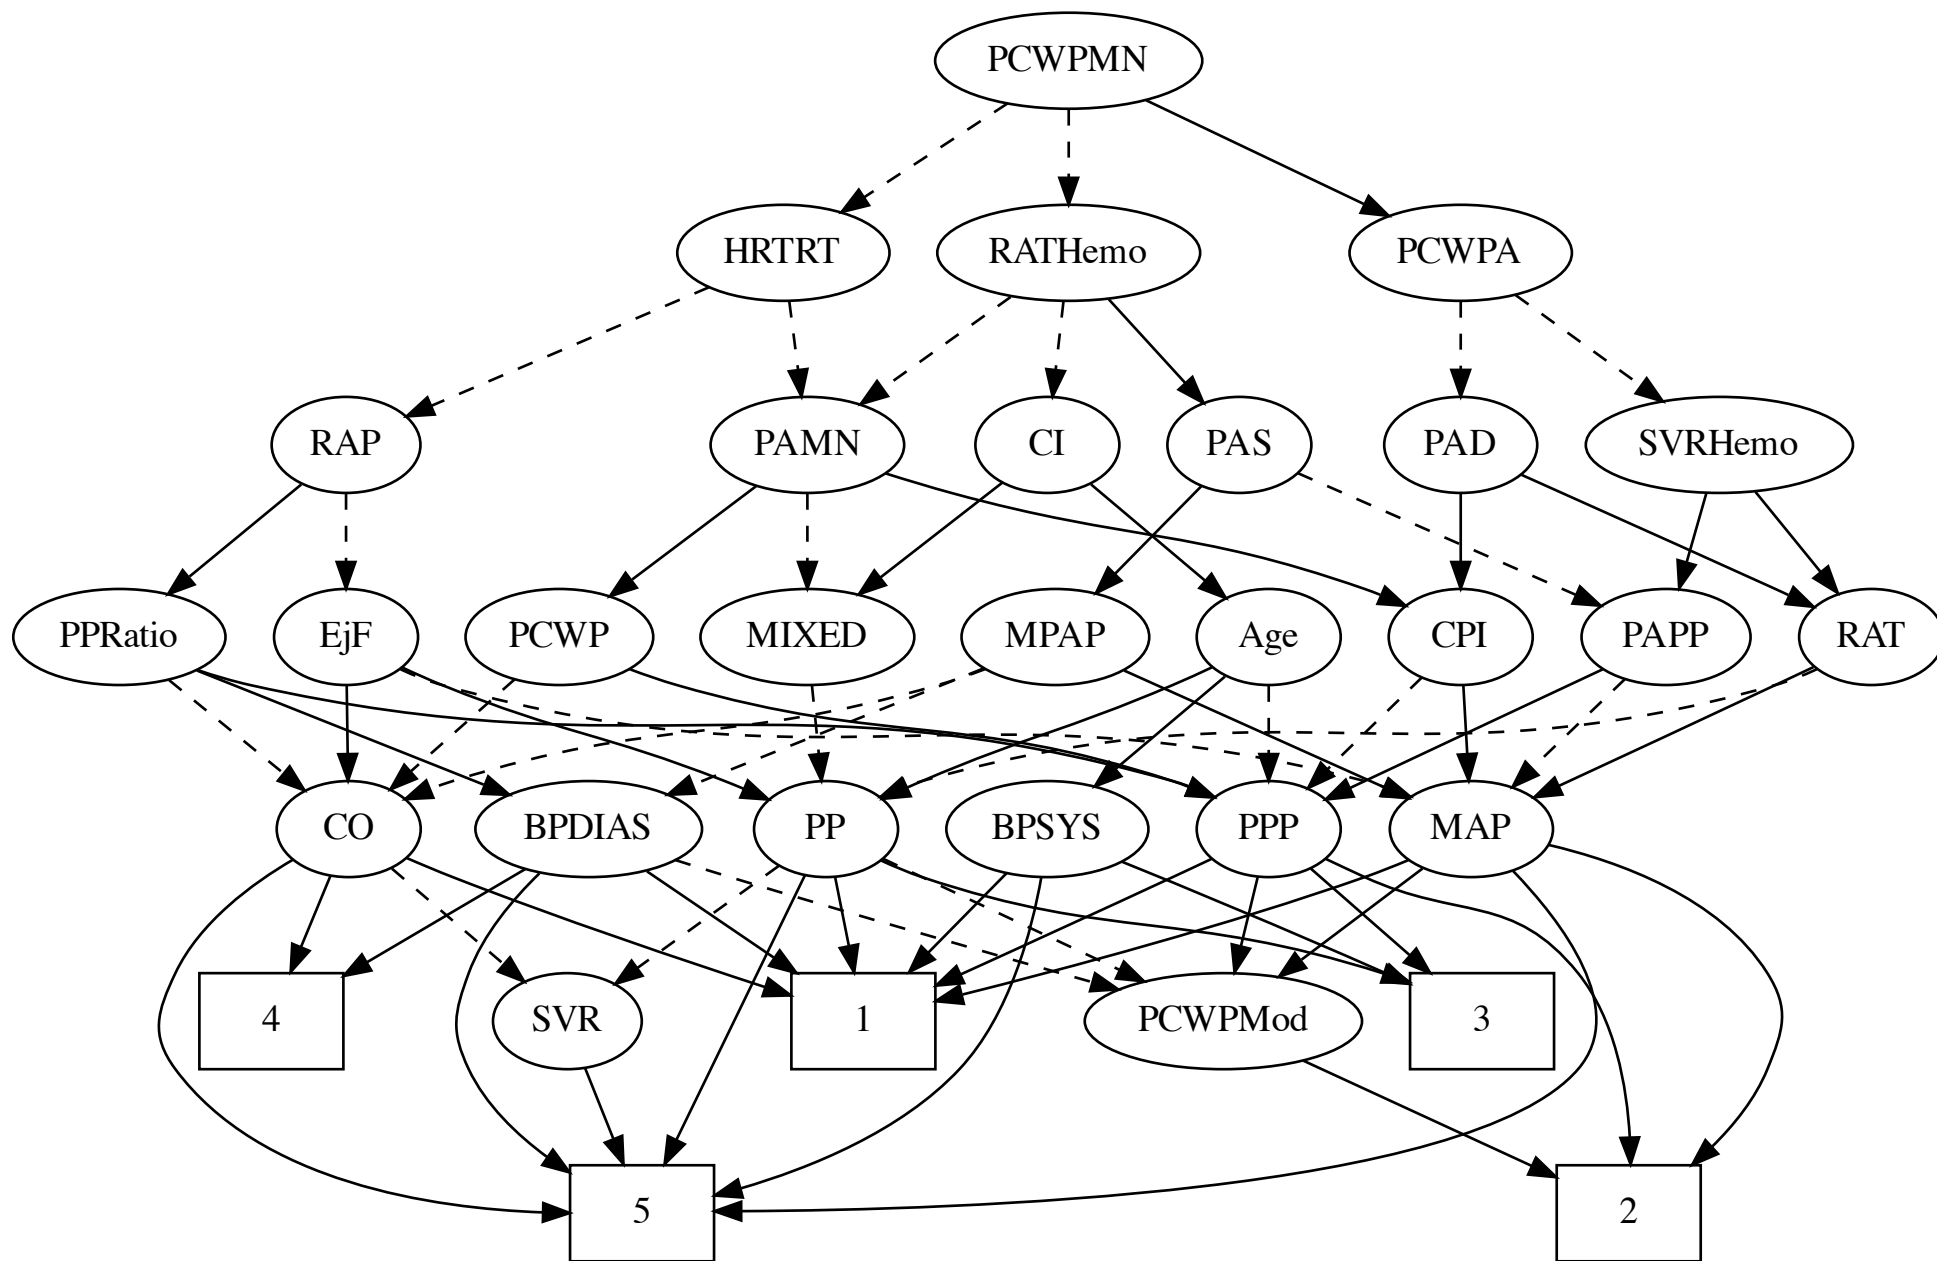 PCWPMN
HRTRT
RATHemo
PCWPA
RAP
PAMN
CI
PAS
PAD
SVRHemo
PPRatio
EjF
PCWP
MIXED
MPAP
Age
CPI
PAPP
RAT
CO
BPDIAS
PP
BPSYS
PPP
MAP
4
SVR
1
PCWPMod
3
5
2